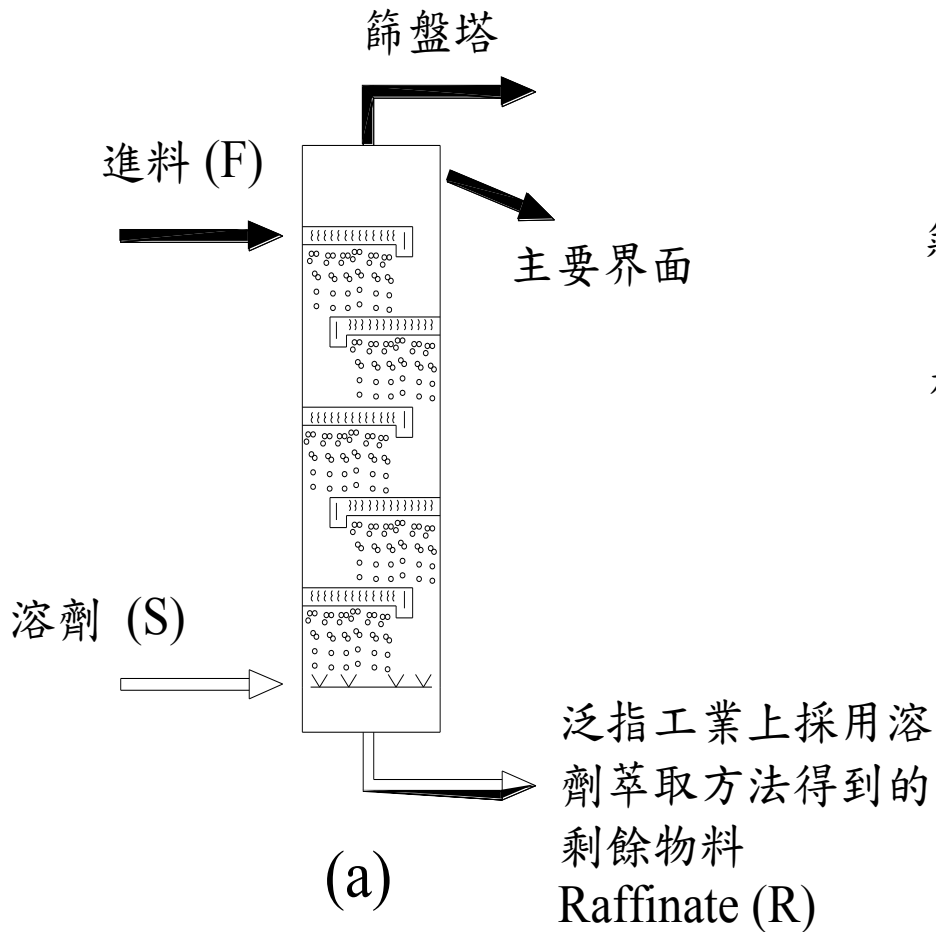 篩盤塔
進料 (F)
主要界面
溶劑 (S)
泛指工業上採用溶
劑萃取方法得到的
剩餘物料
Raffinate (R)
(a)